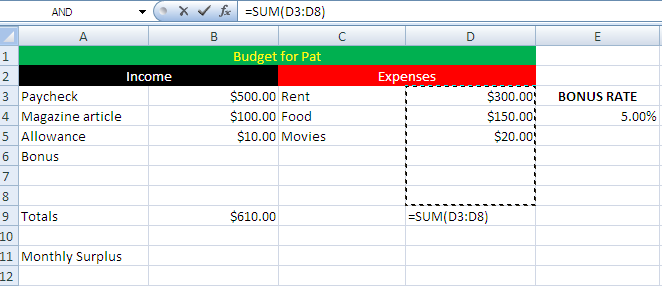 AND =SUM(D3:D8)
A B C D E
1 Budget for Pat
2 Income Expenses
3 Paycheck $500.00 Rent $300.00 BONUS RATE
4 Magazine article $100.00 Food $150.00 5.00%
5 Allowance $10.00 Movies $20.00
6 Bonus
7
8
9 Totals $610.00 =SUM(D3:D8)
10
11 Monthly Surplus
12